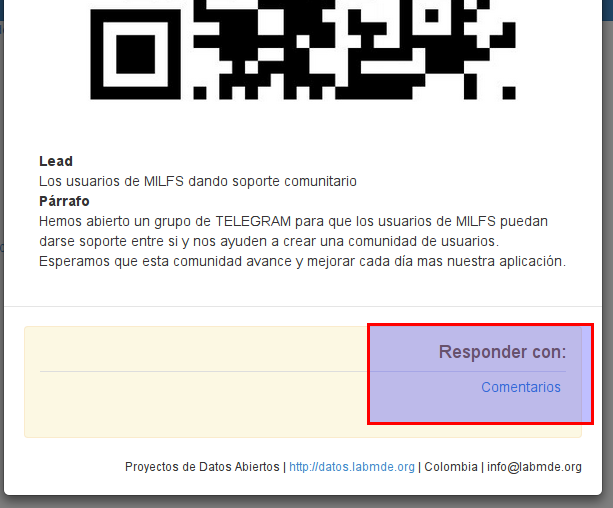 Lead
Los usuarios de MILFS dando soporte comunitario
Párrafo
Hemos abierto un grupo de TELEGRAM para que los usuarios de MILFS puedan
darse soporte entre si y nos ayuden a crear una comunidad de usuarios.
Esperamos que esta comunidad avance y mejorar cada día mas nuestra aplicación.
Responder con:
Comentarios
Proyectos de Datos Abiertos | http://datos.labmde.org | Colombia | info@labmde.org